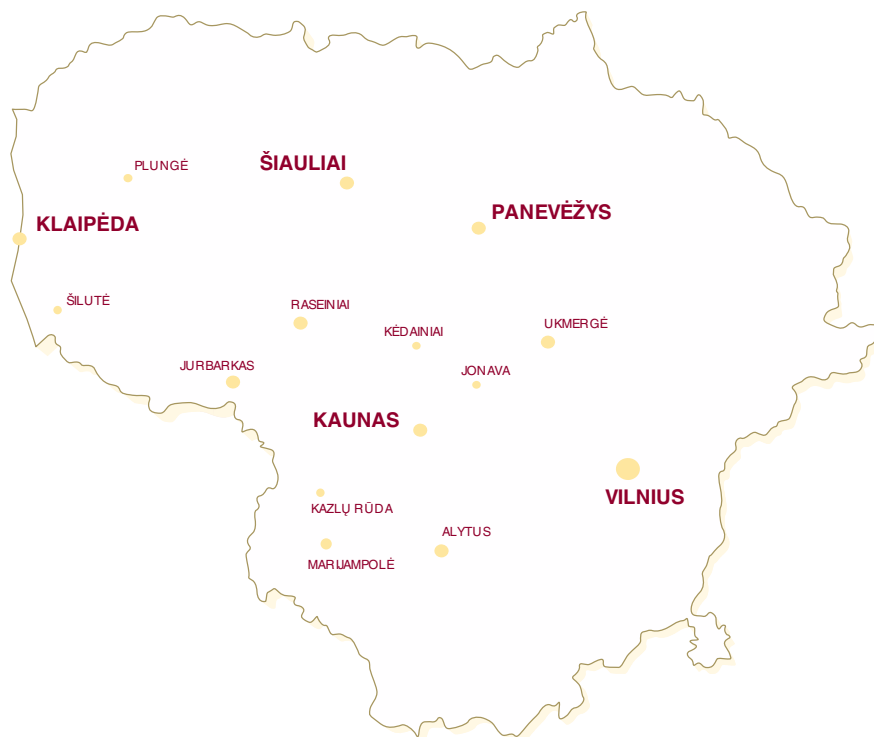 PLUNGĖ
ŠIAULIAI
PANEVĖŽYS
KLAIPĖDA
ŠILUTĖ
RASEINIAI
KĖDAINIAI
UKMERGĖ
JURBARKAS
JONAVA
KAUNAS
VILNIUS
KAZLŲ RŪDA
ALYTUS
MARIJAMPOLĖ